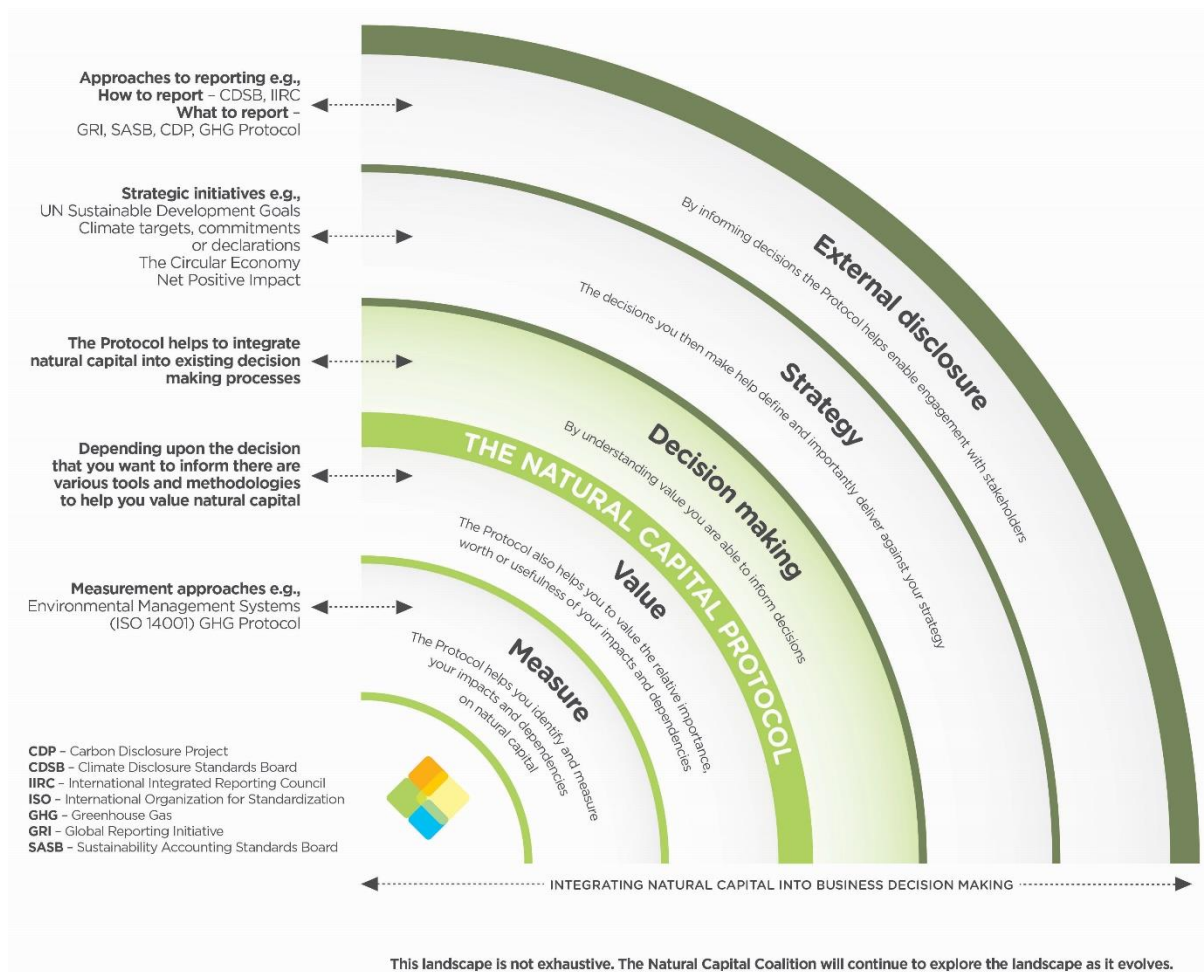 Approaches to reporting e.g.,
How to report – CDSB, IIRC
What to report –
GRI, SASB, CDP, GHG Protocol
Strategic initiatives e.g.,
UN Sustainable Development Goals
Climate targets, commitments
or declarations
The Circular Economy
Net Positive Impact
The Protocol helps to integrate
natural capital into existing decision
making processes
Depending upon the decision
that you want to inform there are
various tools and methodologies
to help you value natural capital
Measurement approaches e.g.,
Environmental Management Systems
(ISO 14001) GHG Protocol
External disclosure
By informing decisions the Protocol helps enable engagement with stakeholders
Strategy
The decisions you then make help define and importantly deliver against your strategy
Decision making
By understanding value you are able to inform decisions
THE NATURAL CAPITAL PROTOCOL
Value
The Protocol also helps you to value the relative importance,
worth or usefulness of your impacts and dependencies
Measure
The Protocol helps you identify and measure
your impacts and dependencies
on natural capital
CDP – Carbon Disclosure Project
CDSB – Climate Disclosure Standards Board
IIRC – International Integrated Reporting Council
ISO – International Organization for Standardization
GHG – Greenhouse Gas
GRI – Global Reporting Initiative
SASB – Sustainability Accounting Standards Board
INTEGRATING NATURAL CAPITAL INTO BUSINESS DECISION MAKING
This landscape is not exhaustive. The Natural Capital Coalition will continue to explore the landscape as it evolves.